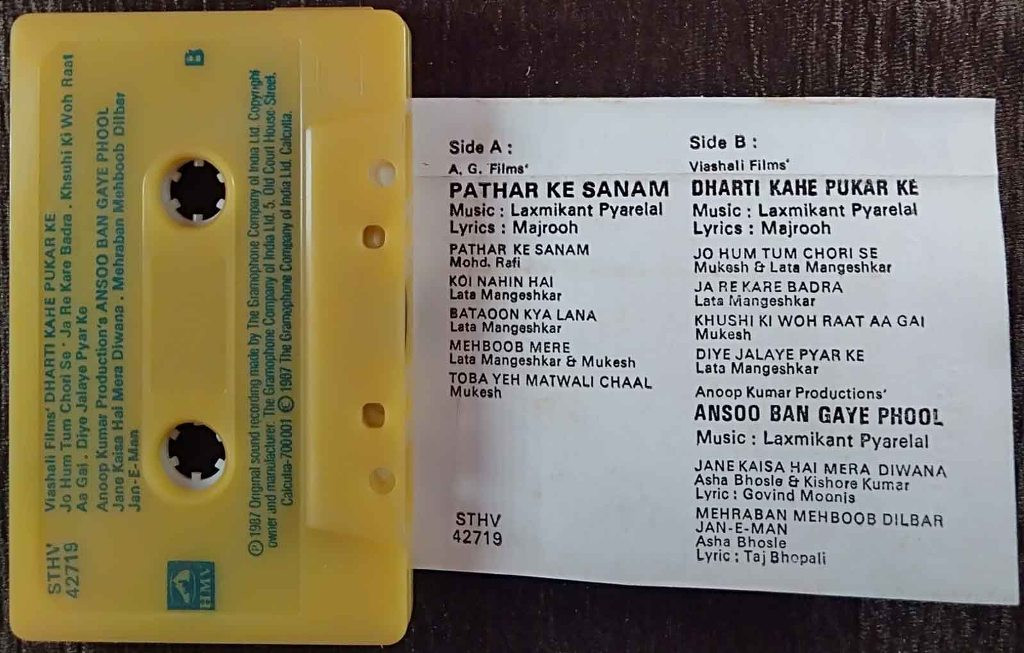 B
STHV
42719
Viashali Films' DHARTI KAHE PUKAR KE
Jo Hum Tum Chori Se . Ja Re Kare Badra . Khsuhi Ki Woh Raat
Aa Gai . Diye Jalaye Pyar Ke
Anoop Kumar Production's ANSOO BAN GAYE PHOOL
Jane Kaisa Hai Mera Diwana . Mehraban Mehboob Dilbar
Jan-E-Man
HMV
Ⓟ 1987 Original sound recording made by The Gramophone Company of India Ltd. Copyright
owner and manufacturer. The Gramophone Company of India Ltd. 5, Old Court House Street,
Calcutta-700001 © 1987 The Gramophone Company of India Ltd. Calcutta.
Side A :
A. G. Films'
PATHAR KE SANAM
Music : Laxmikant Pyarelal
Lyrics : Majrooh
PATHAR KE SANAM
Mohd. Rafi
KOI NAHIN HAI
Lata Mangeshkar
BATAOON KYA LANA
Lata Mangeshkar
MEHBOOB MERE
Lata Mangeshkar & Mukesh
TOBA YEH MATWALI CHAAL
Mukesh
STHV
42719
Side B :
Viashali Films'
DHARTI KAHE PUKAR KE
Music : Laxmikant Pyarelal
Lyrics : Majrooh
JO HUM TUM CHORI SE
Mukesh & Lata Mangeshkar
JA RE KARE BADRA
Lata Mangeshkar
KHUSHI KI WOH RAAT AA GAI
Mukesh
DIYE JALAYE PYAR KE
Lata Mangeshkar
Anoop Kumar Productions'
ANSOO BAN GAYE PHOOL
Music : Laxmikant Pyarelal
JANE KAISA HAI MERA DIWANA
Asha Bhosle & Kishore Kumar
Lyric : Govind Moonis
MEHRABAN MEHBOOB DILBAR
JAN-E-MAN
Asha Bhosle
Lyric : Taj Bhopali